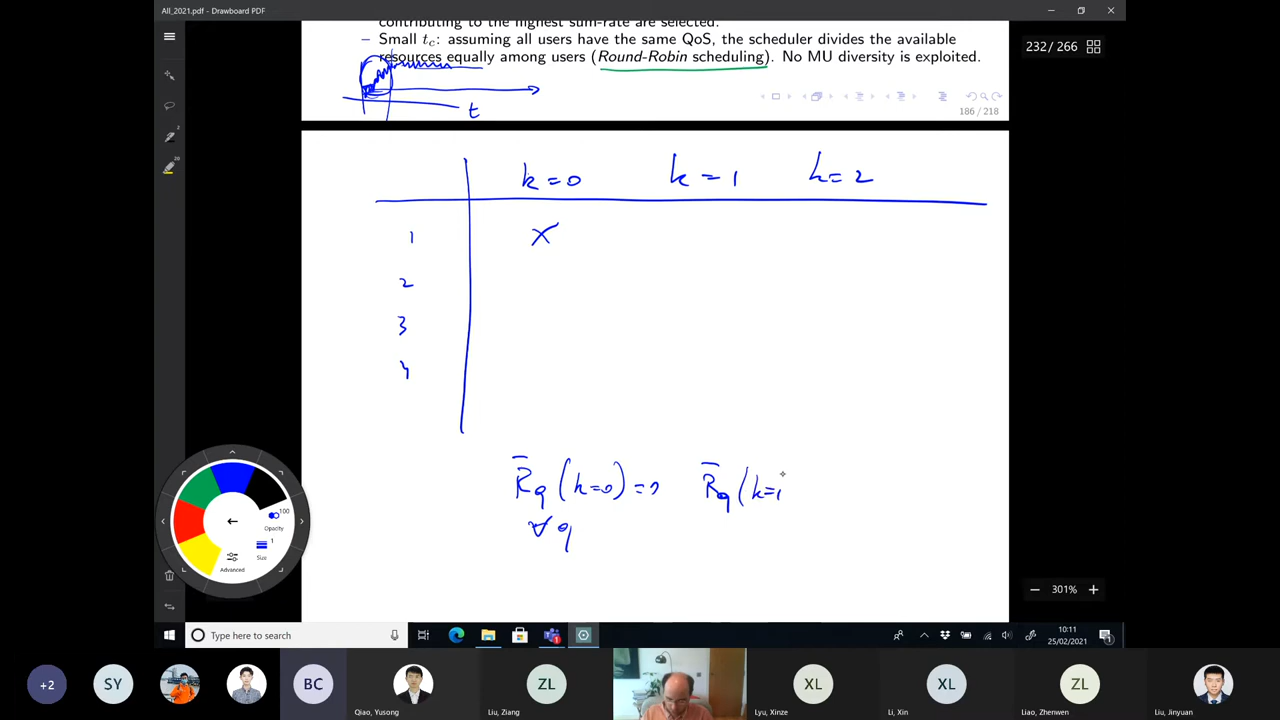 All_2021.pdf - Drawboard PDF
contributing to the highest sum-rate are selected.
– Small t_c: assuming all users have the same QoS, the scheduler divides the available
resources equally among users (Round-Robin scheduling). No MU diversity is exploited.
t
186 / 218
232 / 266
k=0 k=1 k=2
1 X
2
3
4
R̄q (k=0) =0 R̄q (k=1
∀ q
100
Opacity
Size
Advanced
301%
Type here to search
10:11
25/02/2021
+2
SY
BC
Qiao, Yusong
ZL
Liu, Ziang
XL
Lyu, Xinze
XL
Li, Xin
ZL
Liao, Zhenwen
Liu, Jinyuan